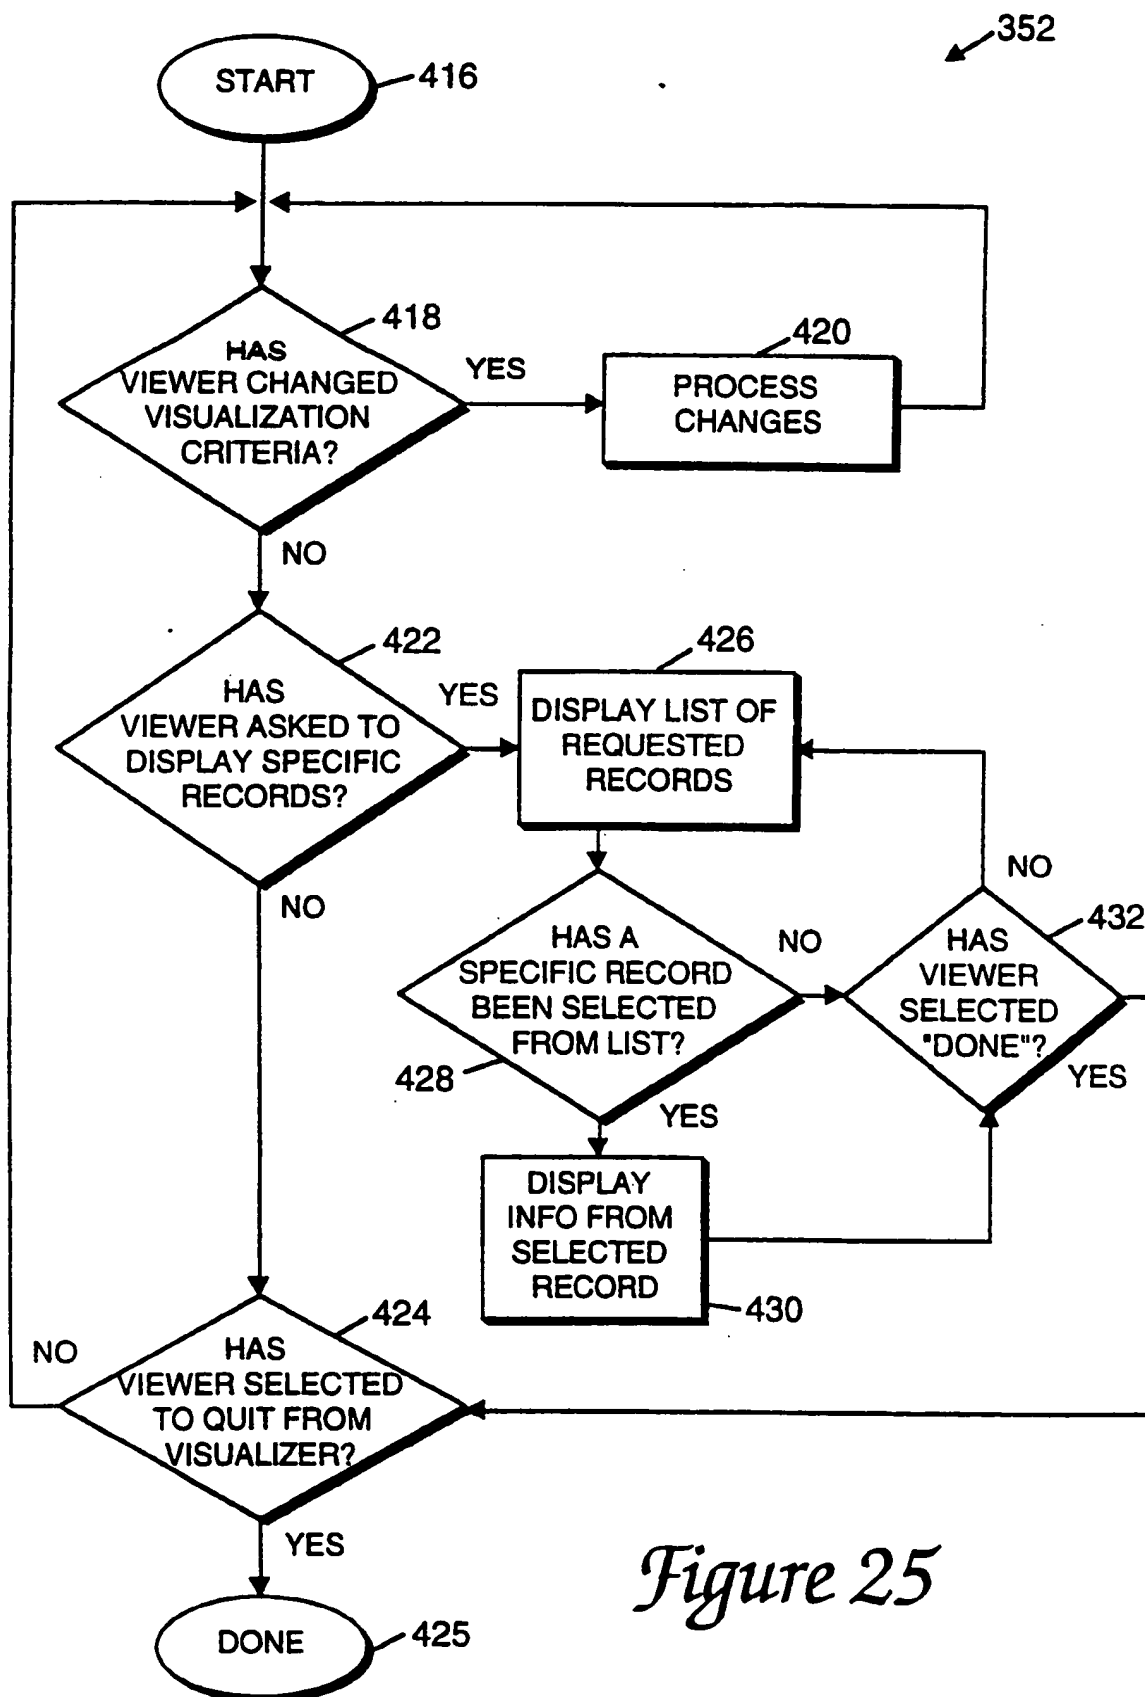 352
START
416
HAS
VIEWER CHANGED
VISUALIZATION
CRITERIA?
418
YES
420
PROCESS
CHANGES
NO
HAS
VIEWER ASKED TO
DISPLAY SPECIFIC
RECORDS?
422
YES
426
DISPLAY LIST OF
REQUESTED
RECORDS
NO
HAS A
SPECIFIC RECORD
BEEN SELECTED
FROM LIST?
428
NO
NO
432
HAS
VIEWER
SELECTED
"DONE"?
YES
YES
DISPLAY
INFO FROM
SELECTED
RECORD
430
424
HAS
VIEWER SELECTED
TO QUIT FROM
VISUALIZER?
NO
YES
DONE
425
Figure 25